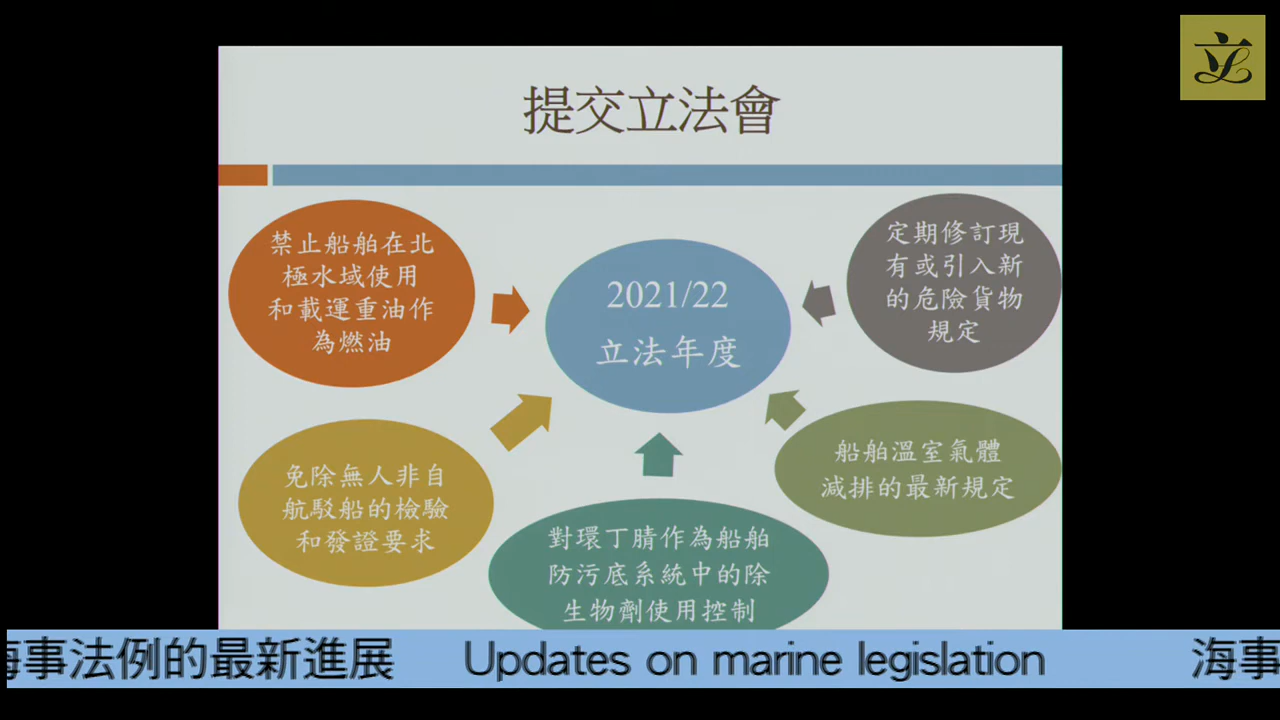 提交立法會
禁止船舶在北
極水域使用
和載運重油作
為燃油
2021/22
立法年度
定期修訂現
有或引入新
的危險貨物
規定
免除無人非自
航駁船的檢驗
和發證要求
對環丁腈作為船舶
防污底系統中的除
生物劑使用控制
船舶溫室氣體
減排的最新規定
海事法例的最新進展 Updates on marine legislation 海事